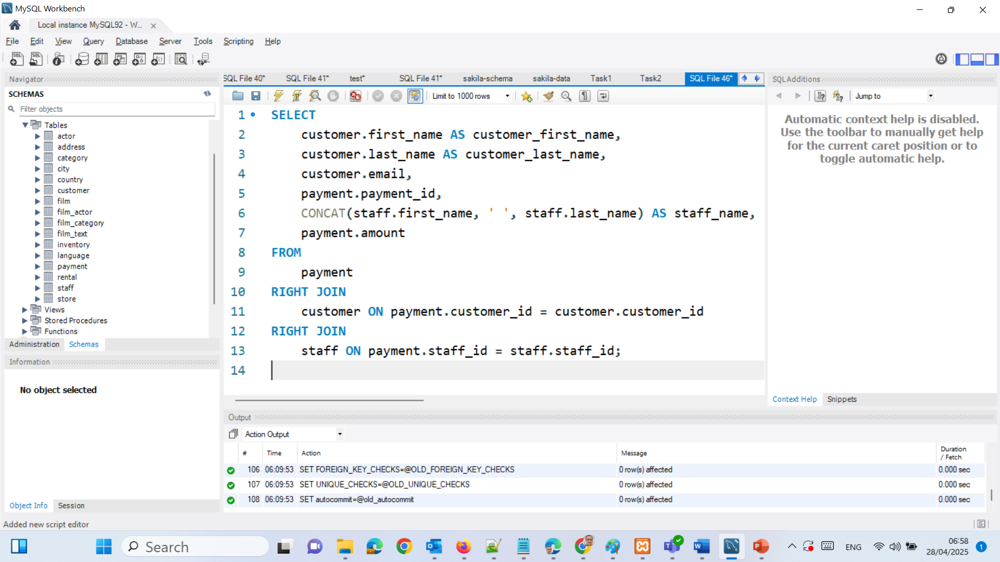 MySQL Workbench
Local instance MySQL92 - W...
File Edit View Query Database Server Tools Scripting Help
Navigator
SCHEMAS
Filter objects
Tables
actor
address
category
city
country
customer
film
film_actor
film_category
film_text
inventory
language
payment
rental
staff
store
Views
Stored Procedures
Functions
Administration Schemas
Information
No object selected
Object Info Session
SQL File 40* SQL File 41* test* SQL File 41* sakila-schema sakila-data Task1 Task2 SQL File 46*
Limit to 1000 rows
1 SELECT
2 customer.first_name AS customer_first_name,
3 customer.last_name AS customer_last_name,
4 customer.email,
5 payment.payment_id,
6 CONCAT(staff.first_name, ' ', staff.last_name) AS staff_name,
7 payment.amount
8 FROM
9 payment
10 RIGHT JOIN
11 customer ON payment.customer_id = customer.customer_id
12 RIGHT JOIN
13 staff ON payment.staff_id = staff.staff_id;
14
SQLAdditions
Jump to
Automatic context help is disabled.
Use the toolbar to manually get help
for the current caret position or to
toggle automatic help.
Context Help Snippets
Output
Action Output
# Time Action Message Duration / Fetch
106 06:09:53 SET FOREIGN_KEY_CHECKS=@OLD_FOREIGN_KEY_CHECKS 0 row(s) affected 0.000 sec
107 06:09:53 SET UNIQUE_CHECKS=@OLD_UNIQUE_CHECKS 0 row(s) affected 0.000 sec
108 06:09:53 SET autocommit=@old_autocommit 0 row(s) affected 0.000 sec
Added new script editor
Search
ENG
06:58
28/04/2025
1